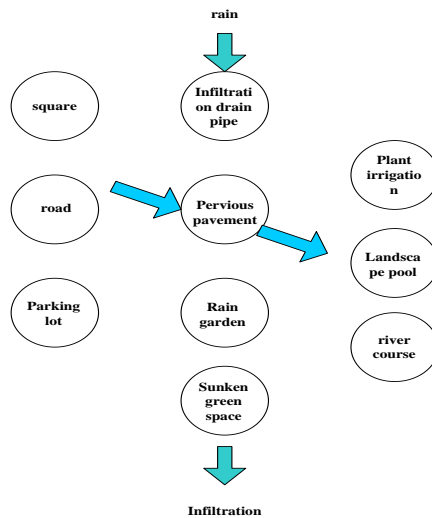 rain
square
Infiltrati
on drain
pipe
road
Pervious
pavement
Plant
irrigatio
n
Landsca
pe pool
Parking
lot
Rain
garden
river
course
Sunken
green
space
Infiltration